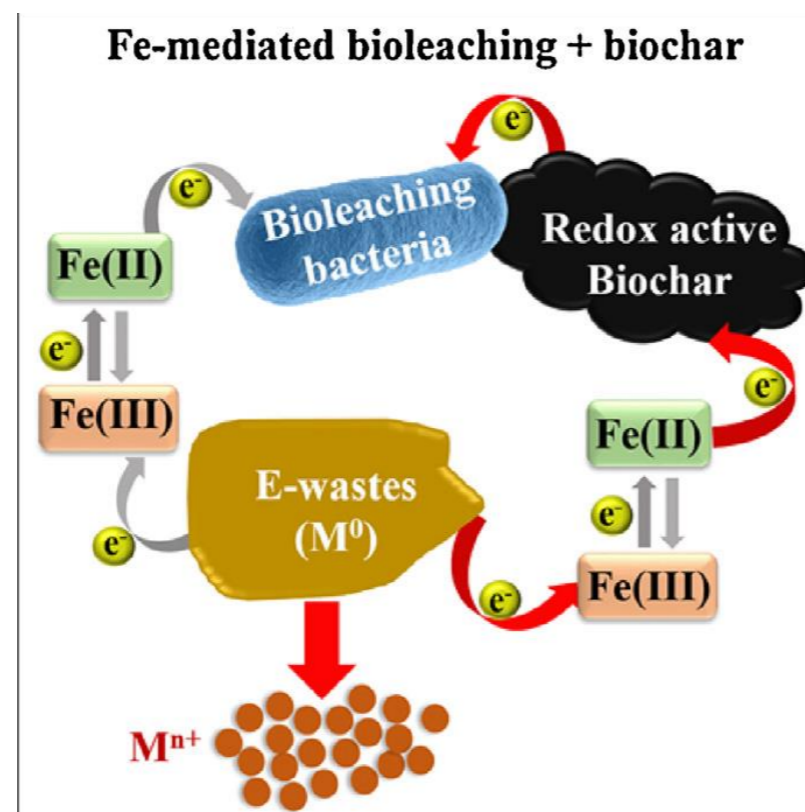 Fe-mediated bioleaching + biochar
e⁻
e⁻
Bioleaching
bacteria
Redox active
Biochar
Fe(II)
e⁻
Fe(III)
e⁻
Fe(II)
E-wastes
(M⁰)
e⁻
e⁻
e⁻
Fe(III)
Mⁿ⁺